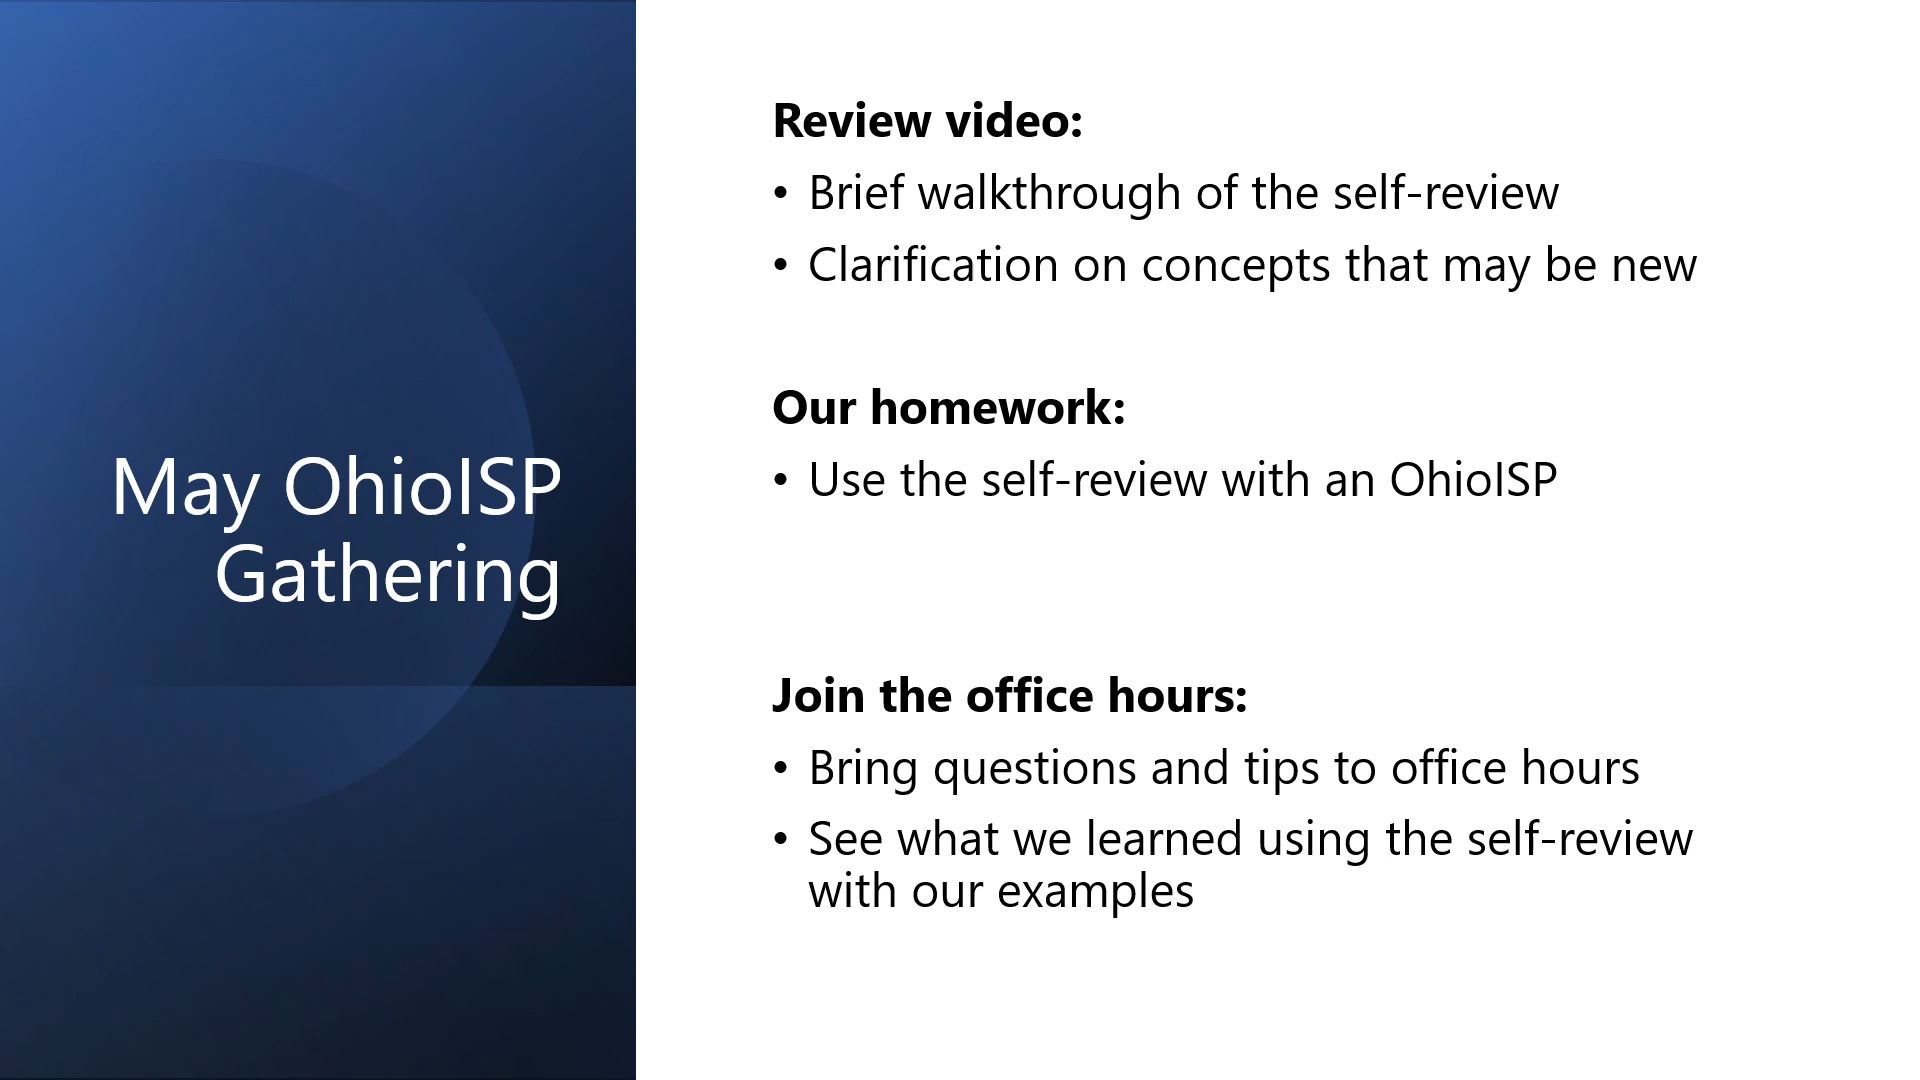 May OhioISP
Gathering
Review video:
• Brief walkthrough of the self-review
• Clarification on concepts that may be new
Our homework:
• Use the self-review with an OhioISP
Join the office hours:
• Bring questions and tips to office hours
• See what we learned using the self-review
with our examples